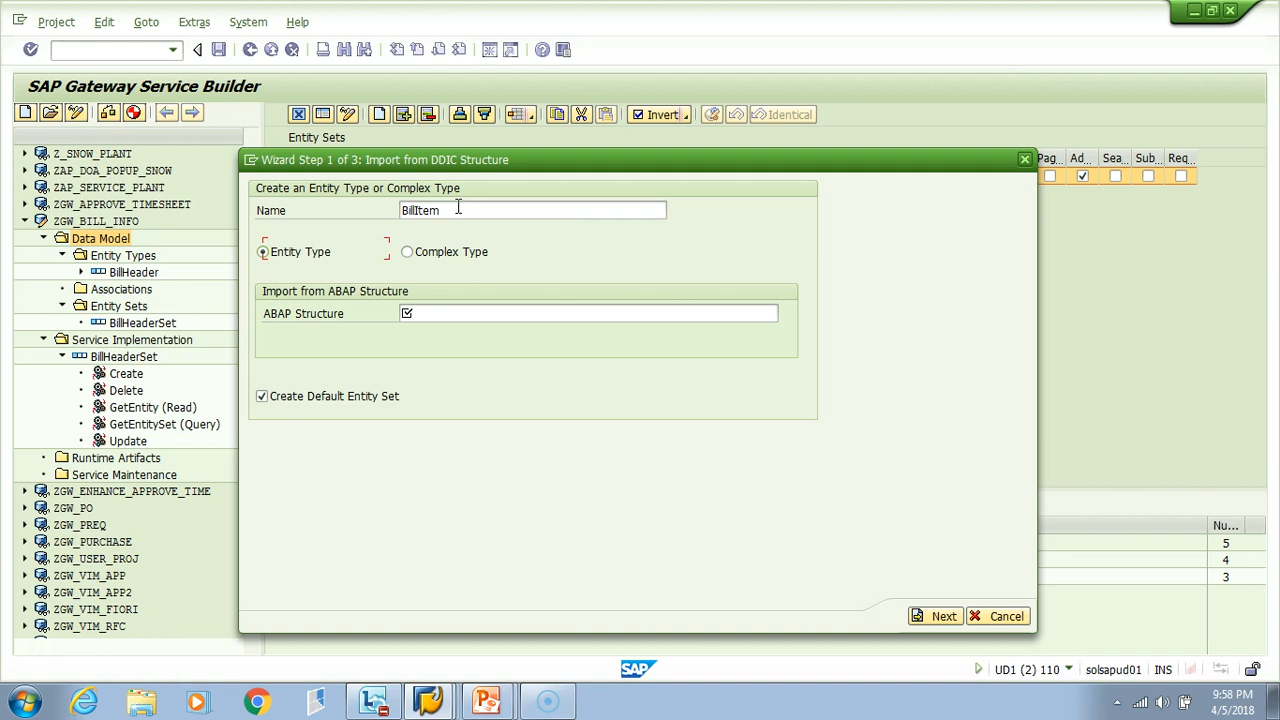 Project Edit Goto Extras System Help
SAP Gateway Service Builder
Invert
Identical
Entity Sets
Pag... Ad... Sea... Sub... Req...
Z_SNOW_PLANT
ZAP_DOA_POPUP_SNOW
ZAP_SERVICE_PLANT
ZGW_APPROVE_TIMESHEET
ZGW_BILL_INFO
Data Model
Entity Types
BillHeader
Associations
Entity Sets
BillHeaderSet
Service Implementation
BillHeaderSet
Create
Delete
GetEntity (Read)
GetEntitySet (Query)
Update
Runtime Artifacts
Service Maintenance
ZGW_ENHANCE_APPROVE_TIME
ZGW_PO
ZGW_PREQ
ZGW_PURCHASE
ZGW_USER_PROJ
ZGW_VIM_APP
ZGW_VIM_APP2
ZGW_VIM_FIORI
ZGW_VIM_RFC
Wizard Step 1 of 3: Import from DDIC Structure
Create an Entity Type or Complex Type
Name BillItem
Entity Type Complex Type
Import from ABAP Structure
ABAP Structure
Create Default Entity Set
Next Cancel
Nu...
5
4
3
SAP
UD1 (2) 110 solsapud01 INS
9:58 PM
4/5/2018